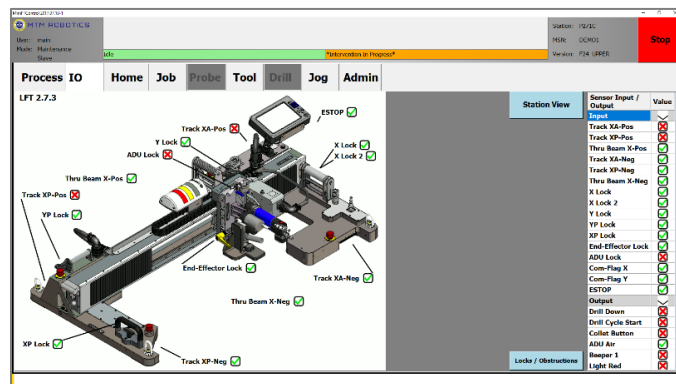 MTM ROBOTICS
User: main
Mode: Maintenance
Slave
Idle
*Intervention in Progress*
Station: P271C
MSN: DEMO1
Version: F24 UPPER
Stop
Process IO Home Job Probe Tool Drill Jog Admin
LFT 2.7.3
Station View
ESTOP
Track XA-Pos
Y Lock
ADU Lock
X Lock
X Lock 2
Thru Beam X-Pos
Track XP-Pos
YP Lock
End-Effector Lock
Track XA-Neg
Thru Beam X-Neg
XP Lock
Track XP-Neg
Locks / Obstructions
Sensor Input / Output Value
Input
Track XA-Pos
Track XP-Pos
Thru Beam X-Pos
Track XA-Neg
Track XP-Neg
Thru Beam X-Neg
X Lock
X Lock 2
Y Lock
YP Lock
XP Lock
End-Effector Lock
ADU Lock
Com-Flag X
Com-Flag Y
ESTOP
Output
Drill Down
Drill Cycle Start
Collet Button
ADU Air
Beeper 1
Light Red